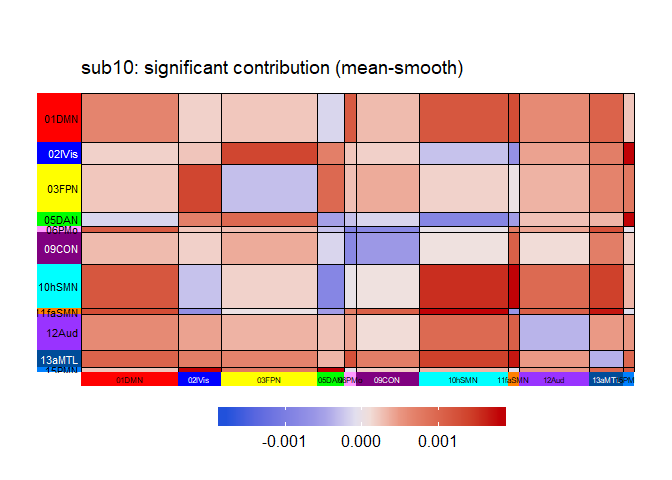 sub10: significant contribution (mean-smooth)
01DMN
02lVis
03FPN
05DAN
06PMo
09CON
10hSMN
11faSMN
12Aud
13aMTL
15PMN
01DMN
02lVis
03FPN
05DAN
06PMo
09CON
10hSMN
11faSMN
12Aud
13aMTL
-0.001
0.000
0.001